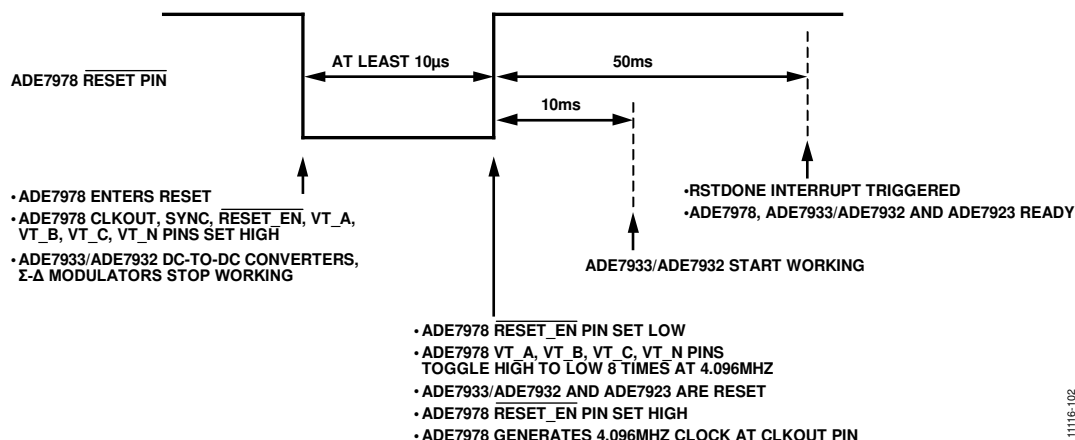 AT LEAST 10µs
50ms
ADE7978 RESET PIN
10ms
• ADE7978 ENTERS RESET
• ADE7978 CLKOUT, SYNC, RESET_EN, VT_A,
VT_B, VT_C, VT_N PINS SET HIGH
• ADE7933/ADE7932 DC-TO-DC CONVERTERS,
Σ-Δ MODULATORS STOP WORKING
•RSTDONE INTERRUPT TRIGGERED
•ADE7978, ADE7933/ADE7932 AND ADE7923 READY
ADE7933/ADE7932 START WORKING
• ADE7978 RESET_EN PIN SET LOW
• ADE7978 VT_A, VT_B, VT_C, VT_N PINS
TOGGLE HIGH TO LOW 8 TIMES AT 4.096MHZ
• ADE7933/ADE7932 AND ADE7923 ARE RESET
• ADE7978 RESET_EN PIN SET HIGH
• ADE7978 GENERATES 4.096MHZ CLOCK AT CLKOUT PIN
11116-102